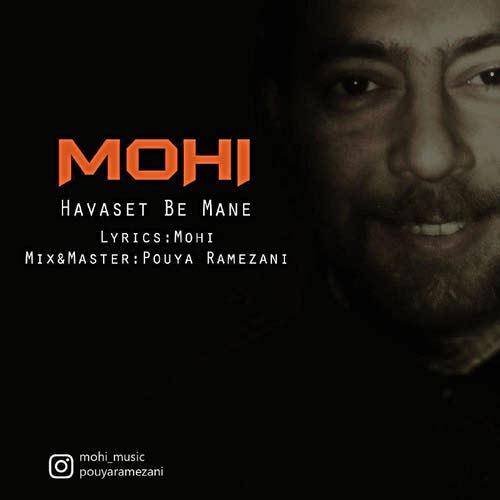 MOHI
Havaset Be Mane
Lyrics:Mohi
Mix&Master:Pouya Ramezani
mohi_music
pouyaramezani